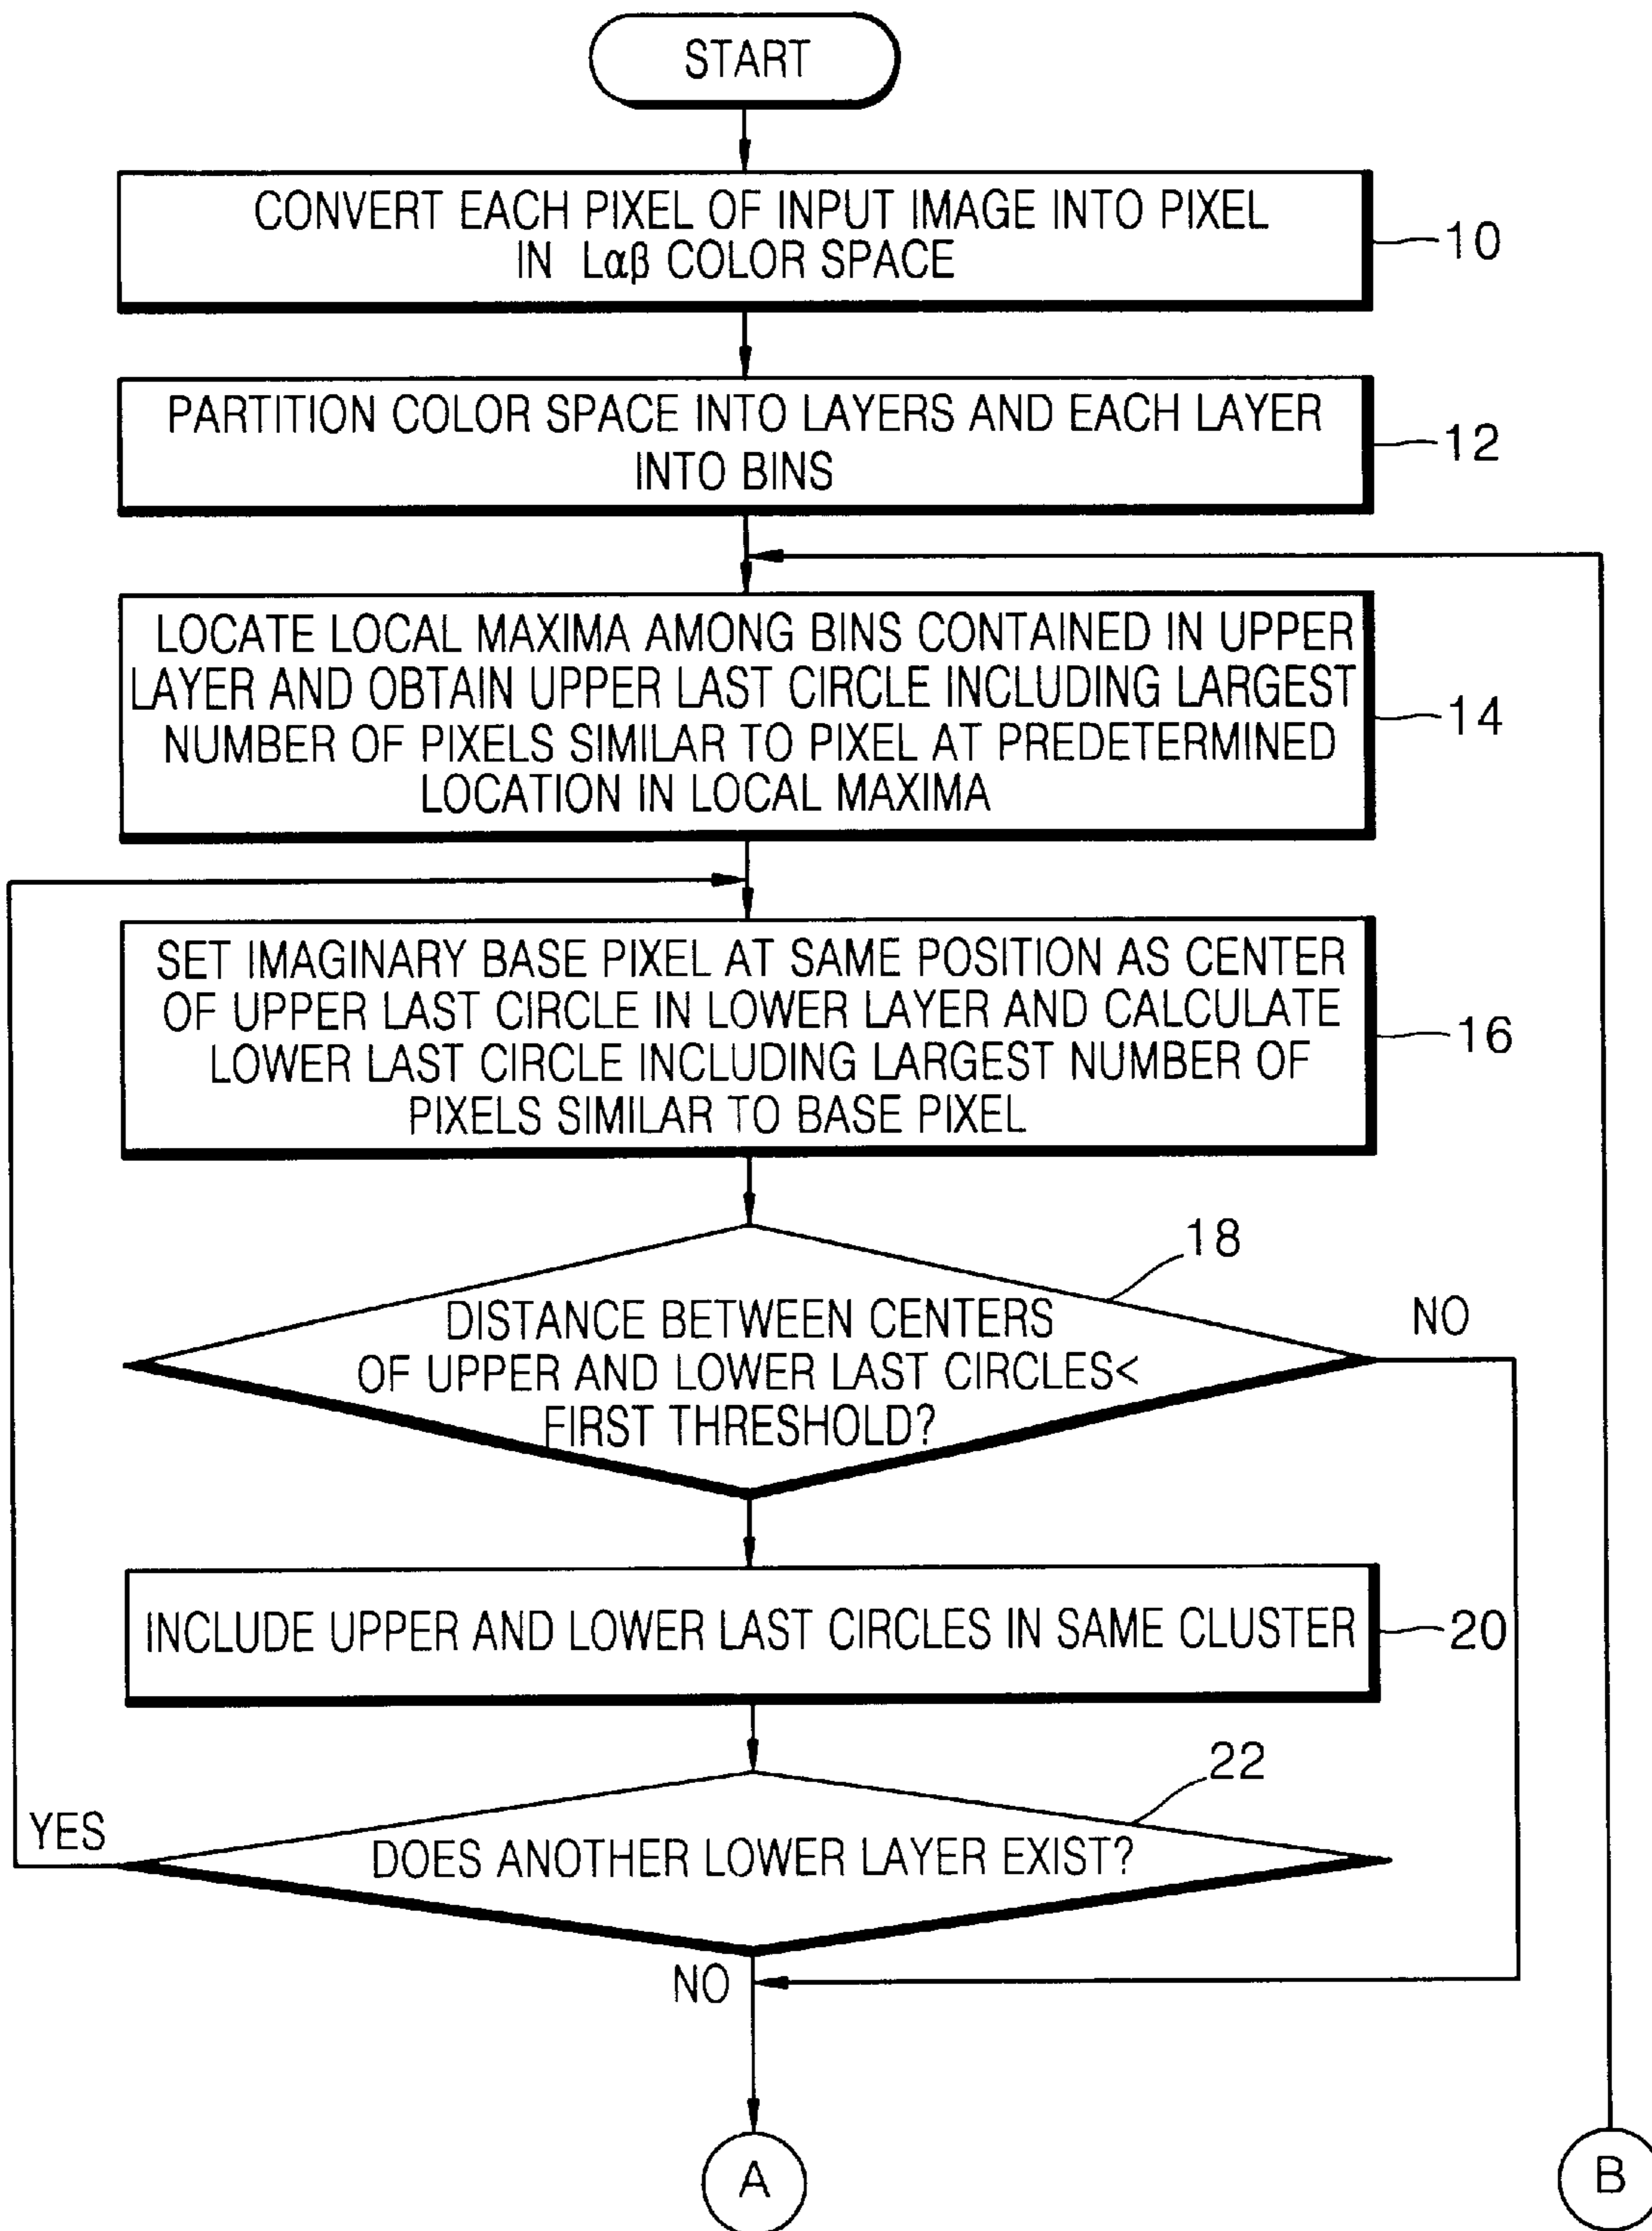 START
CONVERT EACH PIXEL OF INPUT IMAGE INTO PIXEL
IN Lαβ COLOR SPACE
10
PARTITION COLOR SPACE INTO LAYERS AND EACH LAYER
INTO BINS
12
LOCATE LOCAL MAXIMA AMONG BINS CONTAINED IN UPPER
LAYER AND OBTAIN UPPER LAST CIRCLE INCLUDING LARGEST
NUMBER OF PIXELS SIMILAR TO PIXEL AT PREDETERMINED
LOCATION IN LOCAL MAXIMA
14
SET IMAGINARY BASE PIXEL AT SAME POSITION AS CENTER
OF UPPER LAST CIRCLE IN LOWER LAYER AND CALCULATE
LOWER LAST CIRCLE INCLUDING LARGEST NUMBER OF
PIXELS SIMILAR TO BASE PIXEL
16
18
DISTANCE BETWEEN CENTERS
OF UPPER AND LOWER LAST CIRCLES<
FIRST THRESHOLD?
NO
INCLUDE UPPER AND LOWER LAST CIRCLES IN SAME CLUSTER
20
22
YES
DOES ANOTHER LOWER LAYER EXIST?
NO
A
B